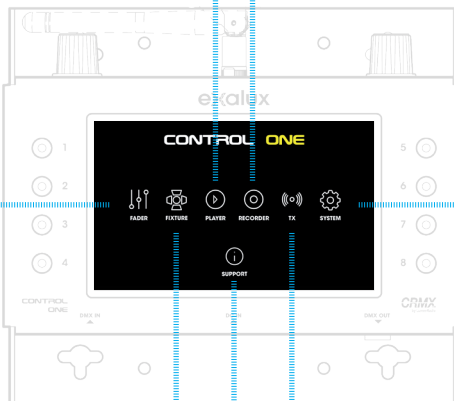 exalux
CONTROL ONE
1
2
3
4
5
6
7
8
FADER
FIXTURE
PLAYER
RECORDER
TX
SYSTEM
SUPPORT
CONTROL
ONE
CRMX
DMX IN
DMX OUT